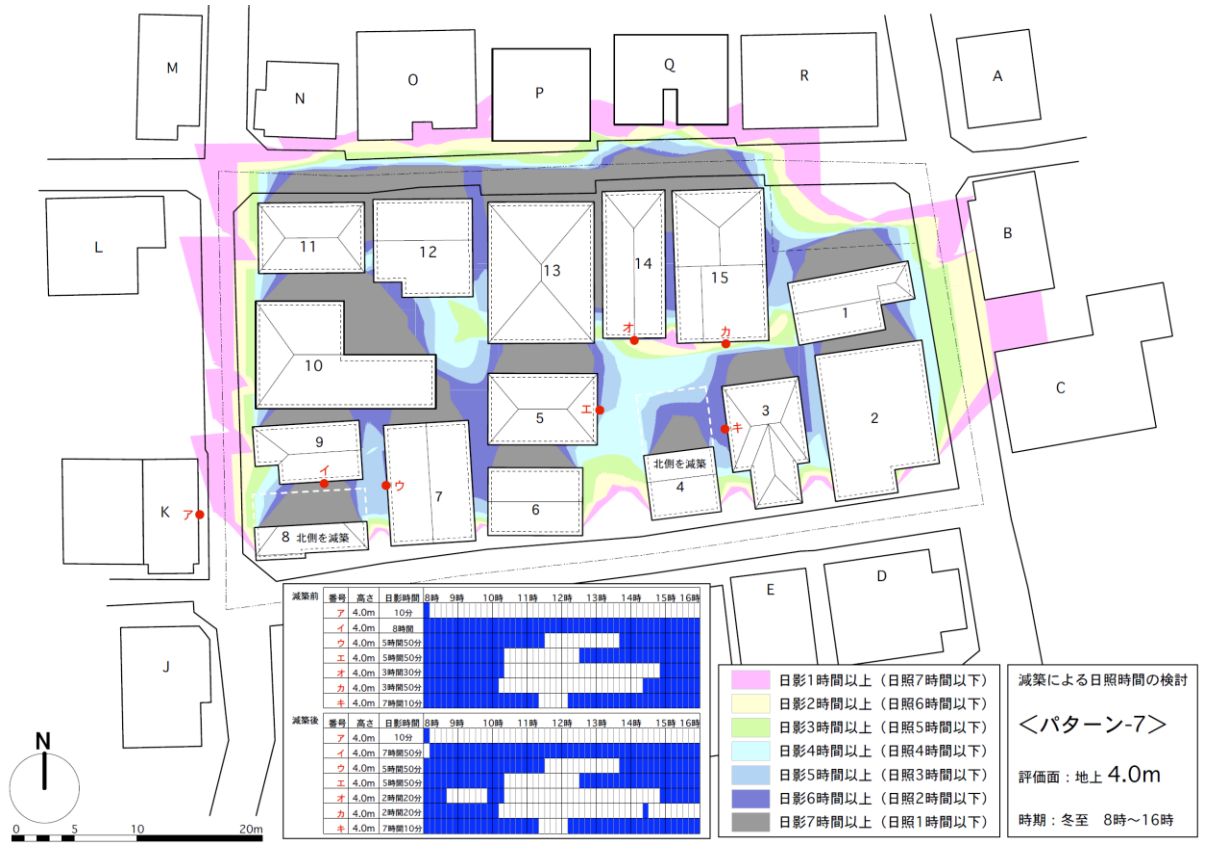 M
N
O
P
Q
R
A
L
B
C
11
12
13
14
15
1
オ
カ
10
5
エ
3
2
キ
9
イ
ウ
7
北側を減築
4
6
K
ア
8 北側を減築
E
D
J
N
0 5 10 20m
減築前 番号 高さ 日影時間 8時 9時 10時 11時 12時 13時 14時 15時 16時
ア 4.0m 10分
イ 4.0m 8時間
ウ 4.0m 5時間50分
エ 4.0m 5時間50分
オ 4.0m 3時間30分
カ 4.0m 3時間50分
キ 4.0m 7時間10分
減築後 番号 高さ 日影時間 8時 9時 10時 11時 12時 13時 14時 15時 16時
ア 4.0m 10分
イ 4.0m 7時間50分
ウ 4.0m 5時間50分
エ 4.0m 5時間50分
オ 4.0m 2時間20分
カ 4.0m 2時間20分
キ 4.0m 7時間10分
日影1時間以上（日照7時間以下）
日影2時間以上（日照6時間以下）
日影3時間以上（日照5時間以下）
日影4時間以上（日照4時間以下）
日影5時間以上（日照3時間以下）
日影6時間以上（日照2時間以下）
日影7時間以上（日照1時間以下）
減築による日照時間の検討
＜パターン-7＞
評価面：地上 4.0m
時期：冬至 8時～16時